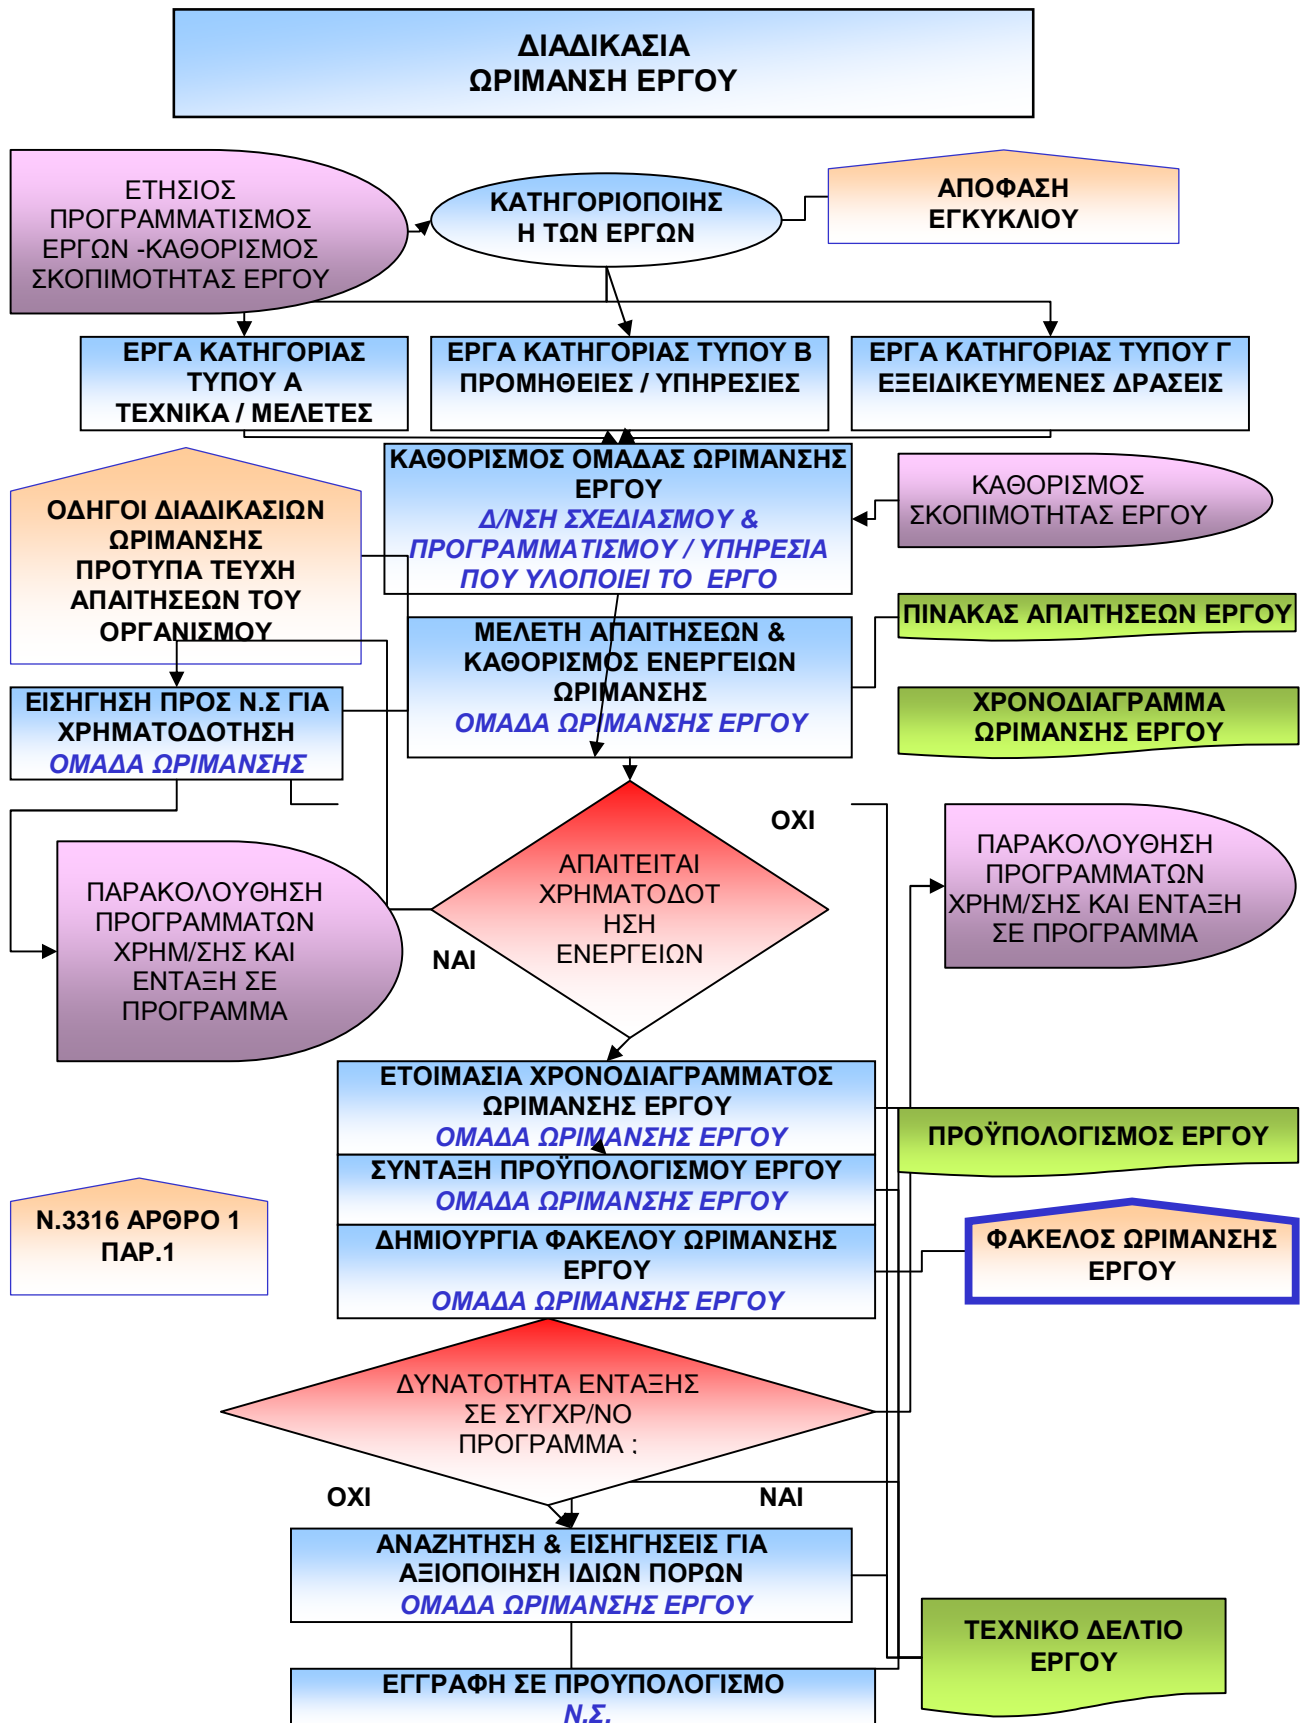 ΔΙΑΔΙΚΑΣΙΑ
ΩΡΙΜΑΝΣΗ ΕΡΓΟΥ
ΕΤΗΣΙΟΣ
ΠΡΟΓΡΑΜΜΑΤΙΣΜΟΣ
ΕΡΓΩΝ -ΚΑΘΟΡΙΣΜΟΣ
ΣΚΟΠΙΜΟΤΗΤΑΣ ΕΡΓΟΥ
ΚΑΤΗΓΟΡΙΟΠΟΙΗΣ
Η ΤΩΝ ΕΡΓΩΝ
ΑΠΟΦΑΣΗ
ΕΓΚΥΚΛΙΟΥ
ΕΡΓΑ ΚΑΤΗΓΟΡΙΑΣ
ΤΥΠΟΥ Α
ΤΕΧΝΙΚΑ / ΜΕΛΕΤΕΣ
ΕΡΓΑ ΚΑΤΗΓΟΡΙΑΣ ΤΥΠΟΥ Β
ΠΡΟΜΗΘΕΙΕΣ / ΥΠΗΡΕΣΙΕΣ
ΕΡΓΑ ΚΑΤΗΓΟΡΙΑΣ ΤΥΠΟΥ Γ
ΕΞΕΙΔΙΚΕΥΜΕΝΕΣ ΔΡΑΣΕΙΣ
ΚΑΘΟΡΙΣΜΟΣ ΟΜΑΔΑΣ ΩΡΙΜΑΝΣΗΣ
ΕΡΓΟΥ
Δ/ΝΣΗ ΣΧΕΔΙΑΣΜΟΥ &
ΠΡΟΓΡΑΜΜΑΤΙΣΜΟΥ / ΥΠΗΡΕΣΙΑ
ΠΟΥ ΥΛΟΠΟΙΕΙ ΤΟ ΕΡΓΟ
ΚΑΘΟΡΙΣΜΟΣ
ΣΚΟΠΙΜΟΤΗΤΑΣ ΕΡΓΟΥ
ΟΔΗΓΟΙ ΔΙΑΔΙΚΑΣΙΩΝ
ΩΡΙΜΑΝΣΗΣ
ΠΡΟΤΥΠΑ ΤΕΥΧΗ
ΑΠΑΙΤΗΣΕΩΝ ΤΟΥ
ΟΡΓΑΝΙΣΜΟΥ
ΜΕΛΕΤΗ ΑΠΑΙΤΗΣΕΩΝ &
ΚΑΘΟΡΙΣΜΟΣ ΕΝΕΡΓΕΙΩΝ
ΩΡΙΜΑΝΣΗΣ
ΟΜΑΔΑ ΩΡΙΜΑΝΣΗΣ ΕΡΓΟΥ
ΠΙΝΑΚΑΣ ΑΠΑΙΤΗΣΕΩΝ ΕΡΓΟΥ
ΧΡΟΝΟΔΙΑΓΡΑΜΜΑ
ΩΡΙΜΑΝΣΗΣ ΕΡΓΟΥ
ΕΙΣΗΓΗΣΗ ΠΡΟΣ Ν.Σ ΓΙΑ
ΧΡΗΜΑΤΟΔΟΤΗΣΗ
ΟΜΑΔΑ ΩΡΙΜΑΝΣΗΣ
ΟΧΙ
ΑΠΑΙΤΕΙΤΑΙ
ΧΡΗΜΑΤΟΔΟΤ
ΗΣΗ
ΕΝΕΡΓΕΙΩΝ
ΝΑΙ
ΠΑΡΑΚΟΛΟΥΘΗΣΗ
ΠΡΟΓΡΑΜΜΑΤΩΝ
ΧΡΗΜ/ΣΗΣ ΚΑΙ ΕΝΤΑΞΗ
ΣΕ ΠΡΟΓΡΑΜΜΑ
ΠΑΡΑΚΟΛΟΥΘΗΣΗ
ΠΡΟΓΡΑΜΜΑΤΩΝ
ΧΡΗΜ/ΣΗΣ ΚΑΙ
ΕΝΤΑΞΗ ΣΕ
ΠΡΟΓΡΑΜΜΑ
ΕΤΟΙΜΑΣΙΑ ΧΡΟΝΟΔΙΑΓΡΑΜΜΑΤΟΣ
ΩΡΙΜΑΝΣΗΣ ΕΡΓΟΥ
ΟΜΑΔΑ ΩΡΙΜΑΝΣΗΣ ΕΡΓΟΥ
ΠΡΟΫΠΟΛΟΓΙΣΜΟΣ ΕΡΓΟΥ
ΣΥΝΤΑΞΗ ΠΡΟΫΠΟΛΟΓΙΣΜΟΥ ΕΡΓΟΥ
ΟΜΑΔΑ ΩΡΙΜΑΝΣΗΣ ΕΡΓΟΥ
Ν.3316 ΑΡΘΡΟ 1
ΠΑΡ.1
ΔΗΜΙΟΥΡΓΙΑ ΦΑΚΕΛΟΥ ΩΡΙΜΑΝΣΗΣ
ΕΡΓΟΥ
ΟΜΑΔΑ ΩΡΙΜΑΝΣΗΣ ΕΡΓΟΥ
ΦΑΚΕΛΟΣ ΩΡΙΜΑΝΣΗΣ
ΕΡΓΟΥ
ΔΥΝΑΤΟΤΗΤΑ ΕΝΤΑΞΗΣ
ΣΕ ΣΥΓΧΡ/ΝΟ
ΠΡΟΓΡΑΜΜΑ ;
ΟΧΙ
ΝΑΙ
ΑΝΑΖΗΤΗΣΗ & ΕΙΣΗΓΗΣΕΙΣ ΓΙΑ
ΑΞΙΟΠΟΙΗΣΗ ΙΔΙΩΝ ΠΟΡΩΝ
ΟΜΑΔΑ ΩΡΙΜΑΝΣΗΣ ΕΡΓΟΥ
ΤΕΧΝΙΚΟ ΔΕΛΤΙΟ
ΕΡΓΟΥ
ΕΓΓΡΑΦΗ ΣΕ ΠΡΟΥΠΟΛΟΓΙΣΜΟ
Ν.Σ.